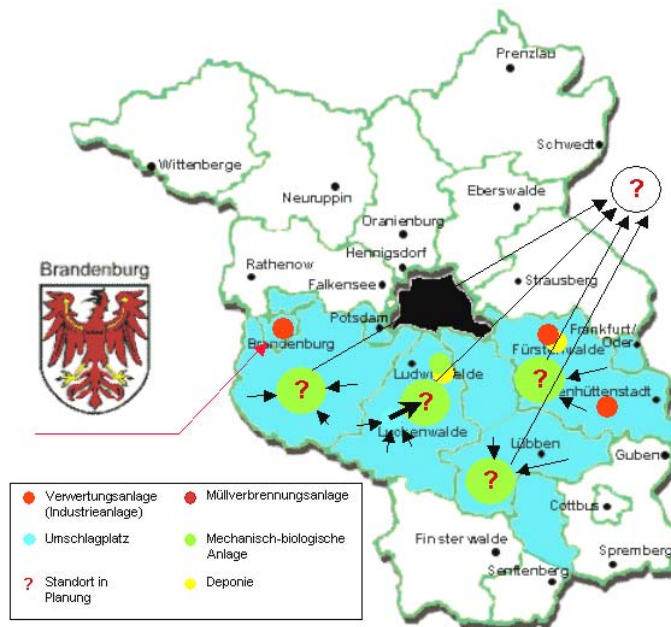 Prenzlau
Schwedt
Wittenberge
Neuruppin
?
Eberswalde
Oranienburg
Hennigsdorf
Brandenburg
Rathenow
Falkensee
Strausberg
Potsdam
Frankfurt/
Oder
Brandenburg
Fürstenwalde
?
?
?
enhüttenstadt
Luckenwalde
Lübben
Guben
?
Cottbus
Finsterwalde
Spremberg
Senftenberg
Verwertungsanlage
(Industrieanlage)
Müllverbrennungsanlage
Umschlagplatz
Mechanisch-biologische
Anlage
? Standort in
Planung
Deponie